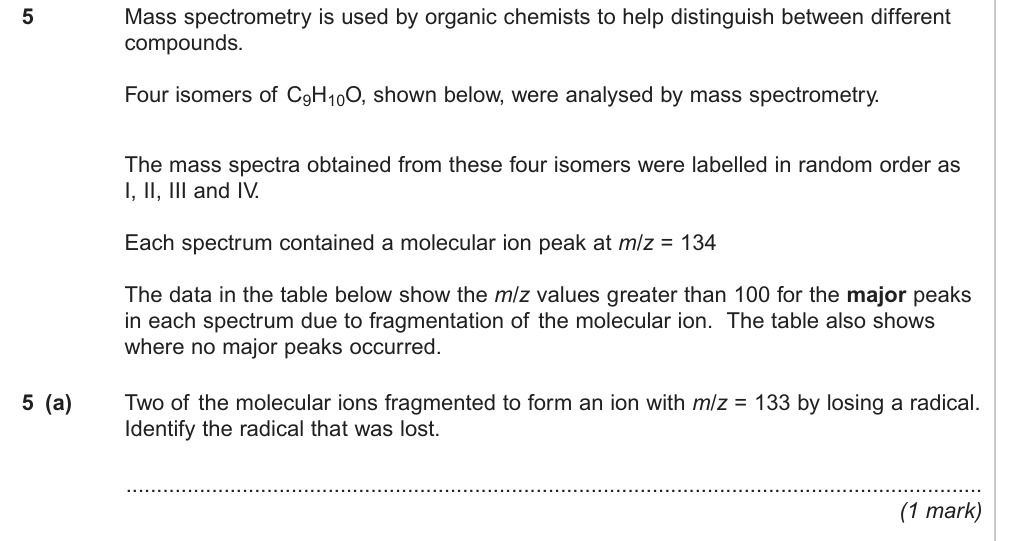 5 Mass spectrometry is used by organic chemists to help distinguish between different
compounds.
Four isomers of C₉H₁₀O, shown below, were analysed by mass spectrometry.
The mass spectra obtained from these four isomers were labelled in random order as
I, II, III and IV.
Each spectrum contained a molecular ion peak at m/z = 134
The data in the table below show the m/z values greater than 100 for the major peaks
in each spectrum due to fragmentation of the molecular ion. The table also shows
where no major peaks occurred.
5 (a) Two of the molecular ions fragmented to form an ion with m/z = 133 by losing a radical.
Identify the radical that was lost.
(1 mark)